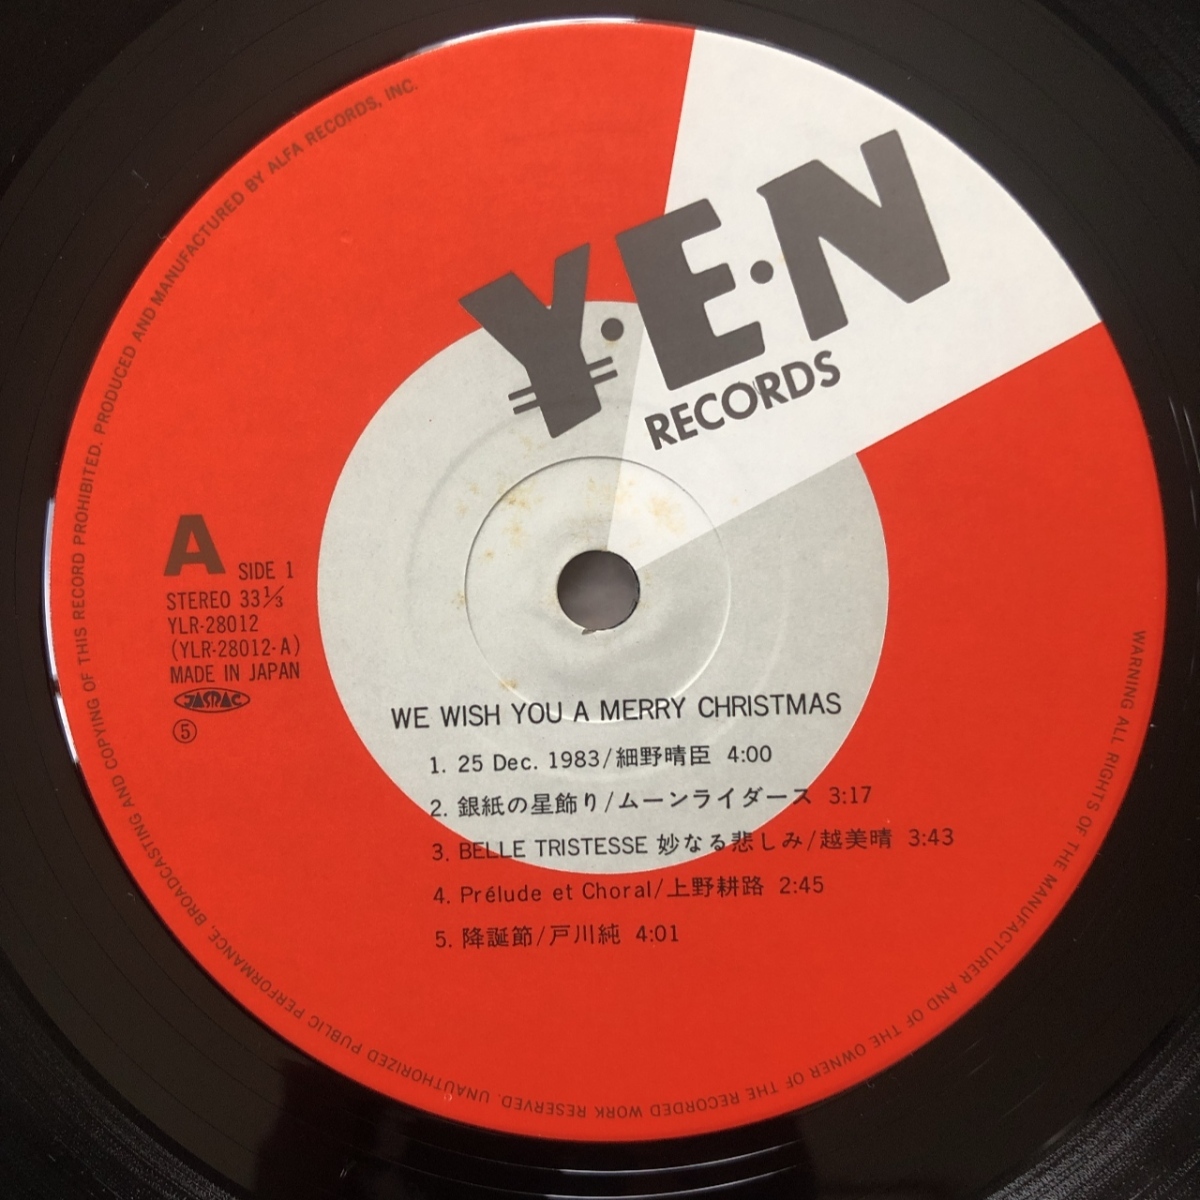 Y·E·N
RECORDS
A SIDE 1
STEREO 33⅓
YLR-28012
(YLR-28012-A)
MADE IN JAPAN
JASRAC
⑤
WE WISH YOU A MERRY CHRISTMAS
1. 25 Dec. 1983/細野晴臣 4:00
2. 銀紙の星飾り/ムーンライダース 3:17
3. BELLE TRISTESSE 妙なる悲しみ/越美晴 3:43
4. Prélude et Choral/上野耕路 2:45
5. 降誕節/戸川純 4:01
WARNING ALL RIGHTS OF THE MANUFACTURER AND OF THE OWNER OF THE RECORDED WORK RESERVED. UNAUTHORIZED PUBLIC PERFORMANCE, BROADCASTING AND COPYING OF THIS RECORD PROHIBITED. PRODUCED AND MANUFACTURED BY ALFA RECORDS, INC.